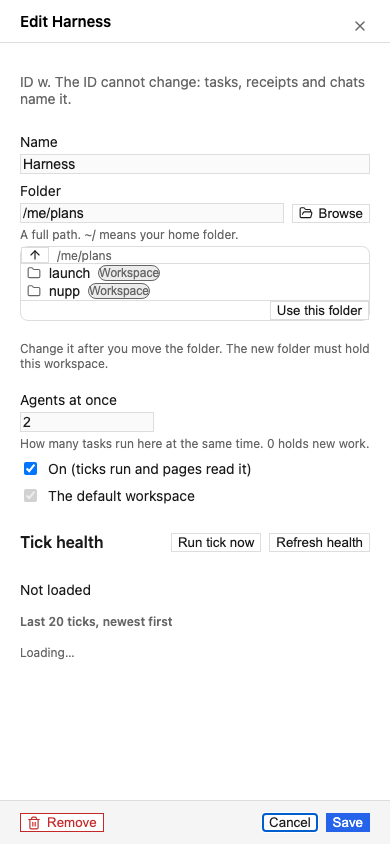 Edit Harness
ID w. The ID cannot change: tasks, receipts and chats
name it.
Name
Harness
Folder
/me/plans
Browse
A full path. ~/ means your home folder.
/me/plans
launch Workspace
nupp Workspace
Use this folder
Change it after you move the folder. The new folder must hold
this workspace.
Agents at once
2
How many tasks run here at the same time. 0 holds new work.
On (ticks run and pages read it)
The default workspace
Tick health
Run tick now
Refresh health
Not loaded
Last 20 ticks, newest first
Loading…
Remove
Cancel
Save